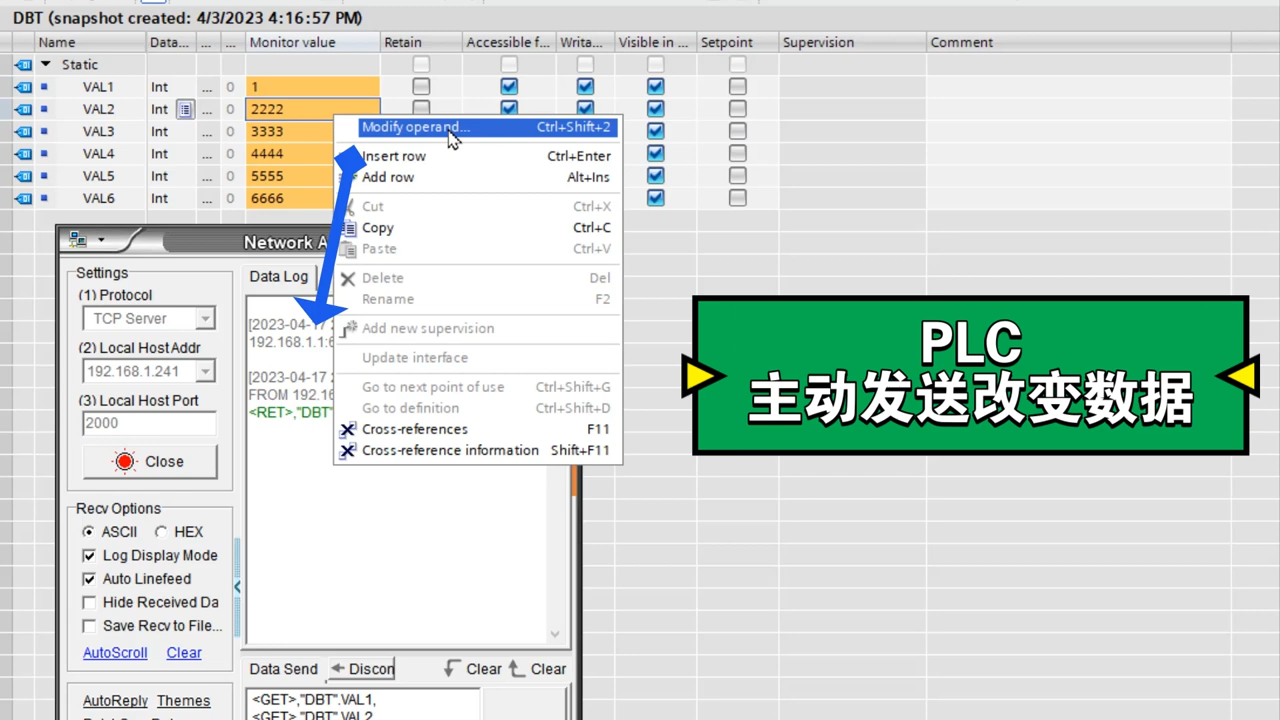 DBT (snapshot created: 4/3/2023 4:16:57 PM)
Name Data... ... ... Monitor value Retain Accessible f... Writa... Visible in ... Setpoint Supervision Comment
Static
VAL1 Int ... 0 1
VAL2 Int ... 0 2222
VAL3 Int ... 0 3333
VAL4 Int ... 0 4444
VAL5 Int ... 0 5555
VAL6 Int ... 0 6666
Modify operand... Ctrl+Shift+2
Insert row Ctrl+Enter
Add row Alt+Ins
Cut Ctrl+X
Copy Ctrl+C
Paste Ctrl+V
Delete Del
Rename F2
Add new supervision
Update interface
Go to next point of use Ctrl+Shift+G
Go to definition Ctrl+Shift+D
Cross-references F11
Cross-reference information Shift+F11
Network A
Settings
(1) Protocol
TCP Server
(2) Local Host Addr
192.168.1.241
(3) Local Host Port
2000
Close
Recv Options
ASCII HEX
Log Display Mode
Auto Linefeed
Hide Received Da
Save Recv to File...
AutoScroll Clear
AutoReply Themes
Data Log
[2023-04-17
192.168.1.1:6
[2023-04-17 2
FROM 192.16
<RET>,"DBT"
Data Send Discon Clear Clear
<GET>,"DBT".VAL1,
<GET>,"DBT".VAL2,
PLC
主动发送改变数据